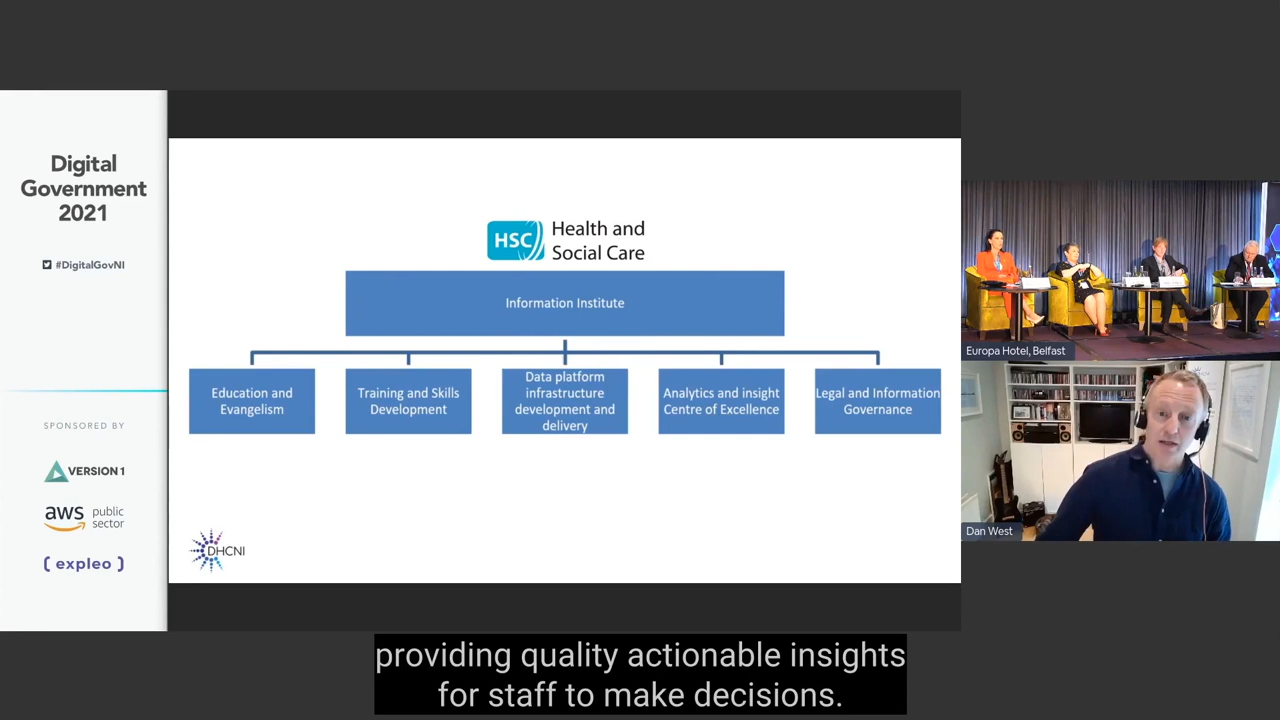 Digital
Government
2021
#DigitalGovNI
SPONSORED BY
VERSION 1
aws public
sector
[ expleo ]
HSC Health and
Social Care
Information Institute
Education and
Evangelism
Training and Skills
Development
Data platform
infrastructure
development and
delivery
Analytics and insight
Centre of Excellence
Legal and Information
Governance
DHCNI
Europa Hotel, Belfast
Dan West
providing quality actionable insights
for staff to make decisions.